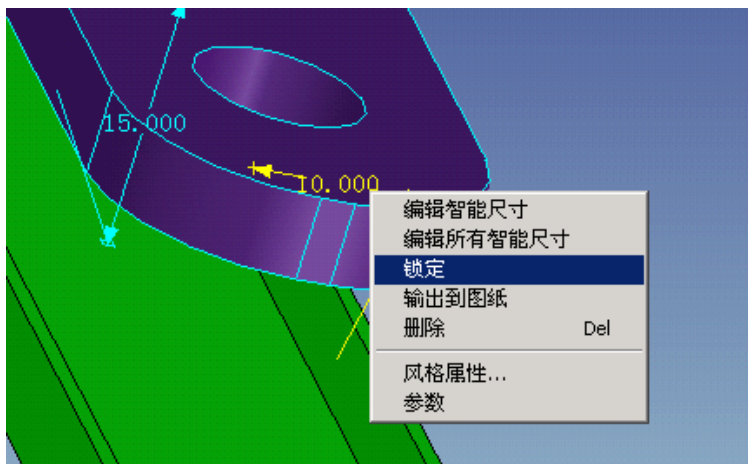 15.000
10.000
编辑智能尺寸
编辑所有智能尺寸
锁定
输出到图纸
删除 Del
风格属性...
参数